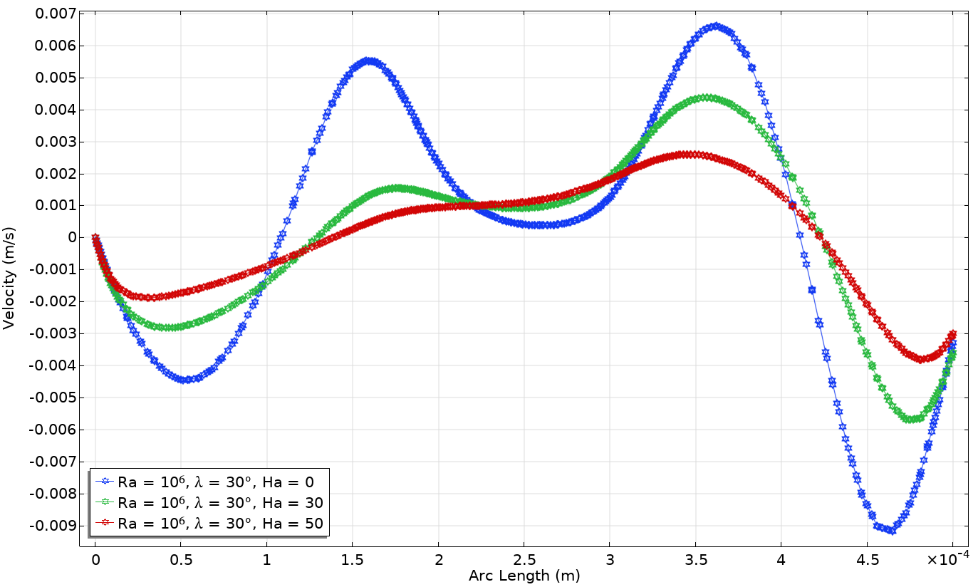 0.007
0.006
0.005
0.004
0.003
0.002
0.001
0
-0.001
-0.002
-0.003
-0.004
-0.005
-0.006
-0.007
-0.008
-0.009
Velocity (m/s)
Ra = 10⁶, λ = 30°, Ha = 0
Ra = 10⁶, λ = 30°, Ha = 30
Ra = 10⁶, λ = 30°, Ha = 50
0 0.5 1 1.5 2 2.5 3 3.5 4 4.5 ×10⁻⁴
Arc Length (m)